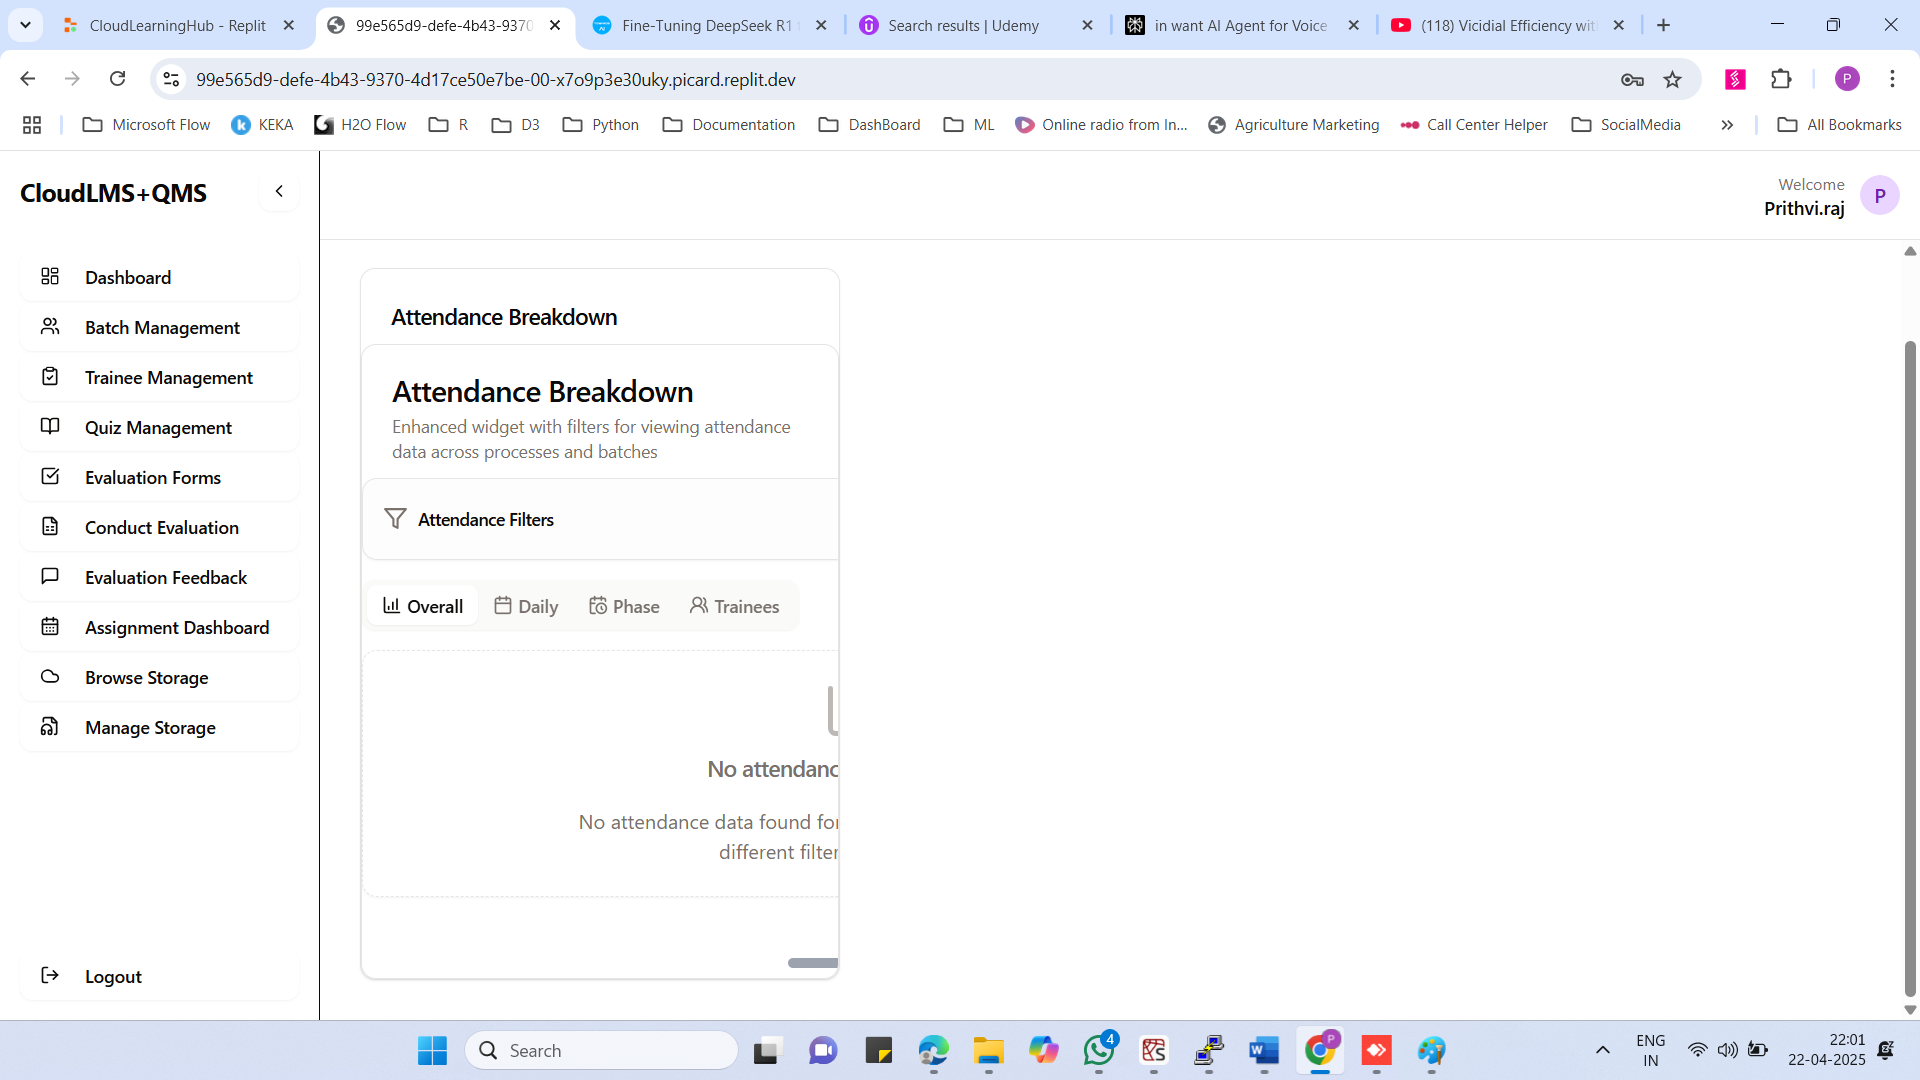 CloudLearningHub - Replit
99e565d9-defe-4b43-9370
Fine-Tuning DeepSeek R1
Search results | Udemy
in want AI Agent for Voice
(118) Vicidial Efficiency wit
99e565d9-defe-4b43-9370-4d17ce50e7be-00-x7o9p3e30uky.picard.replit.dev
P
Microsoft Flow
KEKA
H2O Flow
R
D3
Python
Documentation
DashBoard
ML
Online radio from In...
Agriculture Marketing
Call Center Helper
SocialMedia
All Bookmarks
CloudLMS+QMS
Welcome
Prithvi.raj
P
Dashboard
Batch Management
Trainee Management
Quiz Management
Evaluation Forms
Conduct Evaluation
Evaluation Feedback
Assignment Dashboard
Browse Storage
Manage Storage
Logout
Attendance Breakdown
Attendance Breakdown
Enhanced widget with filters for viewing attendance
data across processes and batches
Attendance Filters
Overall
Daily
Phase
Trainees
No attendanc
No attendance data found for
different filter
Search
4
P
ENG
IN
22:01
22-04-2025